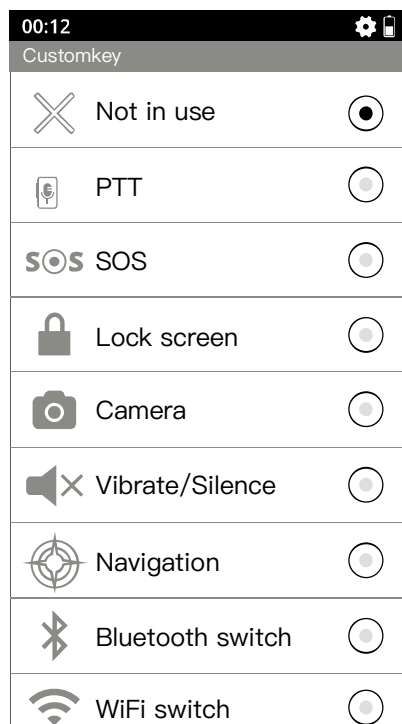 00:12
Customkey
Not in use
PTT
SOS SOS
Lock screen
Camera
Vibrate/Silence
Navigation
Bluetooth switch
WiFi switch